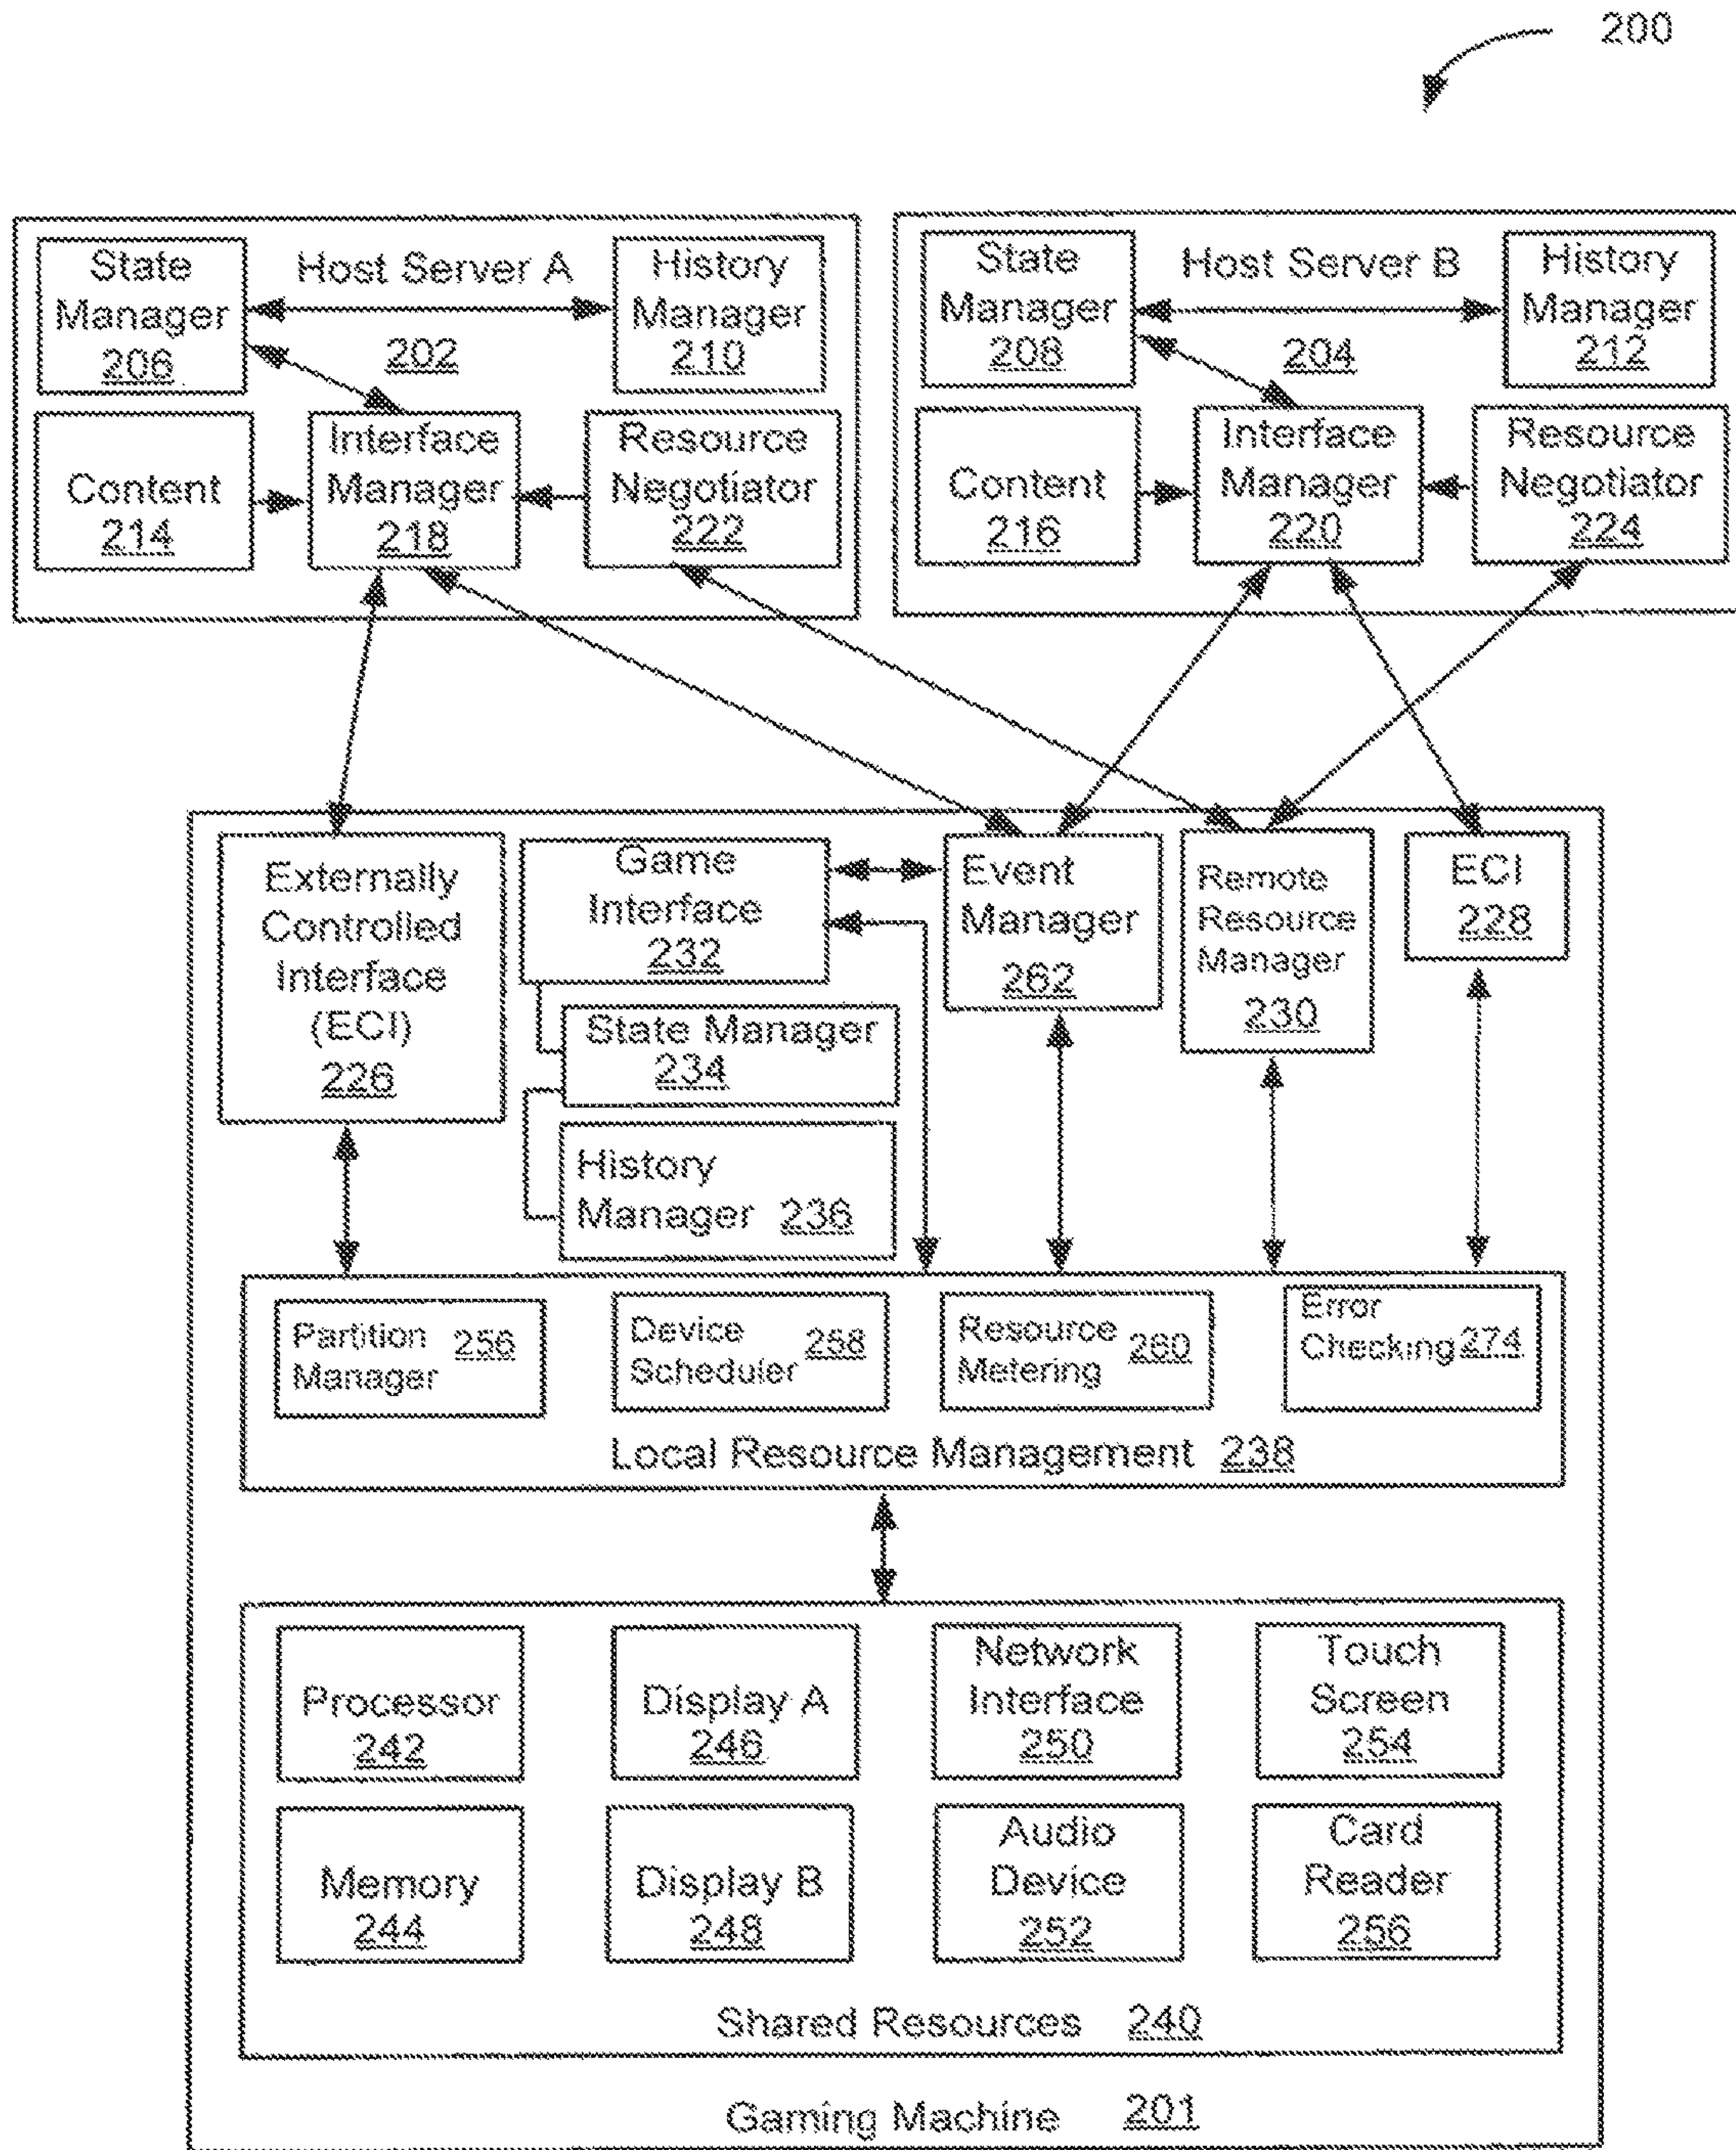 200
State
Manager
206
Host Server A
202
History
Manager
210
Content
214
Interface
Manager
218
Resource
Negotiator
222
State
Manager
208
Host Server B
204
History
Manager
212
Content
216
Interface
Manager
220
Resource
Negotiator
224
Externally
Controlled
Interface
(ECI)
226
Game
Interface
232
State Manager
234
History
Manager 236
Event
Manager
262
Remote
Resource
Manager
230
ECI
228
Partition
Manager
256
Device
Scheduler
258
Resource
Metering
260
Error
Checking
274
Local Resource Management 238
Processor
242
Display A
246
Network
Interface
250
Touch
Screen
254
Memory
244
Display B
248
Audio
Device
252
Card
Reader
256
Shared Resources 240
Gaming Machine 201